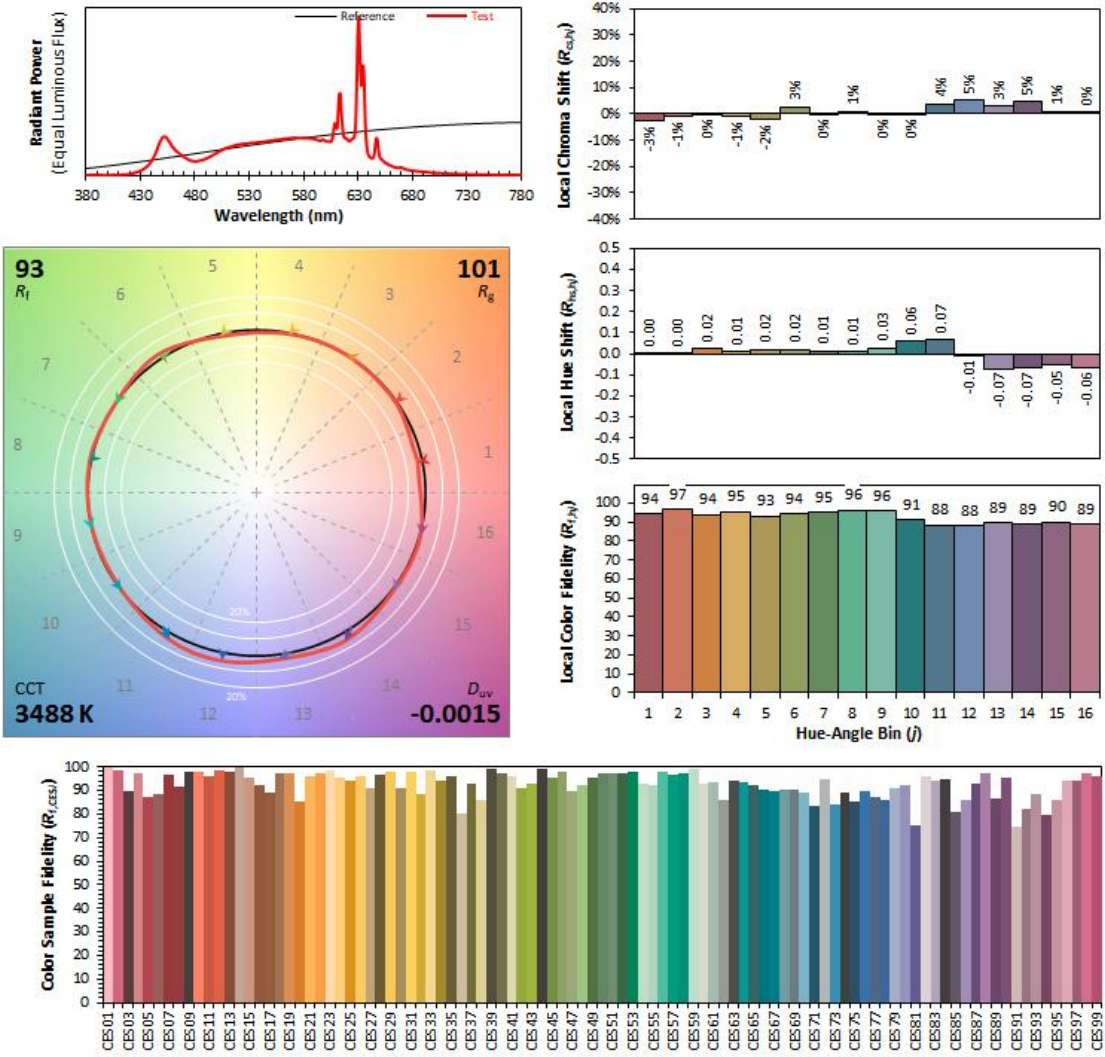 Reference Test
Radiant Power
(Equal Luminous Flux)
380 430 480 530 580 630 680 730 780
Wavelength (nm)
Local Chroma Shift (Rcs,hj)
40%
30%
20%
10%
0%
-10%
-20%
-30%
-40%
-3% -1% 0% -1% -2% 3% 0% 1% 0% 0% 4% 5% 3% 5% 1% 0%
93
Rf
101
Rg
5 4
6 3
7 2
8 1
9 16
10 15
11 14
12 13
20%
20%
CCT
3488 K
Duv
-0.0015
Local Hue Shift (Rhs,hj)
0.5
0.4
0.3
0.2
0.1
0.0
-0.1
-0.2
-0.3
-0.4
-0.5
0.00 0.00 0.02 0.01 0.02 0.02 0.01 0.01 0.03 0.06 0.07 -0.01 -0.07 -0.07 -0.05 -0.06
Local Color Fidelity (Rf,hj)
100
90
80
70
60
50
40
30
20
10
0
94 97 94 95 93 94 95 96 96 91 88 88 89 89 90 89
1 2 3 4 5 6 7 8 9 10 11 12 13 14 15 16
Hue-Angle Bin (j)
Color Sample Fidelity (Rf,CESi)
100
90
80
70
60
50
40
30
20
10
0
CES01 CES03 CES05 CES07 CES09 CES11 CES13 CES15 CES17 CES19 CES21 CES23 CES25 CES27 CES29 CES31 CES33 CES35 CES37 CES39 CES41 CES43 CES45 CES47 CES49 CES51 CES53 CES55 CES57 CES59 CES61 CES63 CES65 CES67 CES69 CES71 CES73 CES75 CES77 CES79 CES81 CES83 CES85 CES87 CES89 CES91 CES93 CES95 CES97 CES99